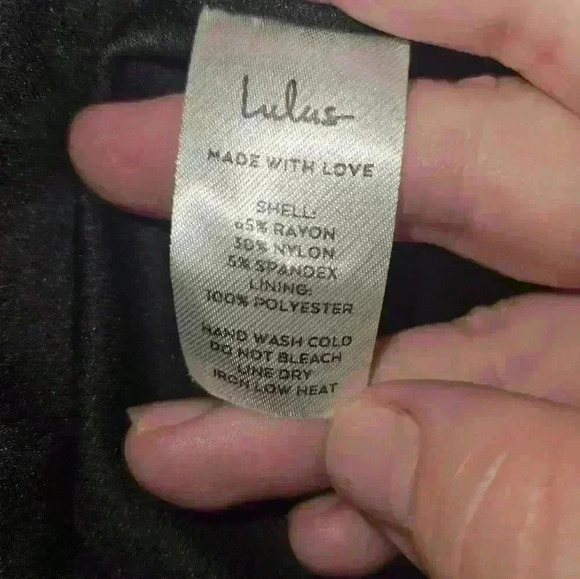 Lulus
MADE WITH LOVE
SHELL:
65% RAYON
30% NYLON
5% SPANDEX
LINING:
100% POLYESTER
HAND WASH COLD
DO NOT BLEACH
LINE DRY
IRON LOW HEAT